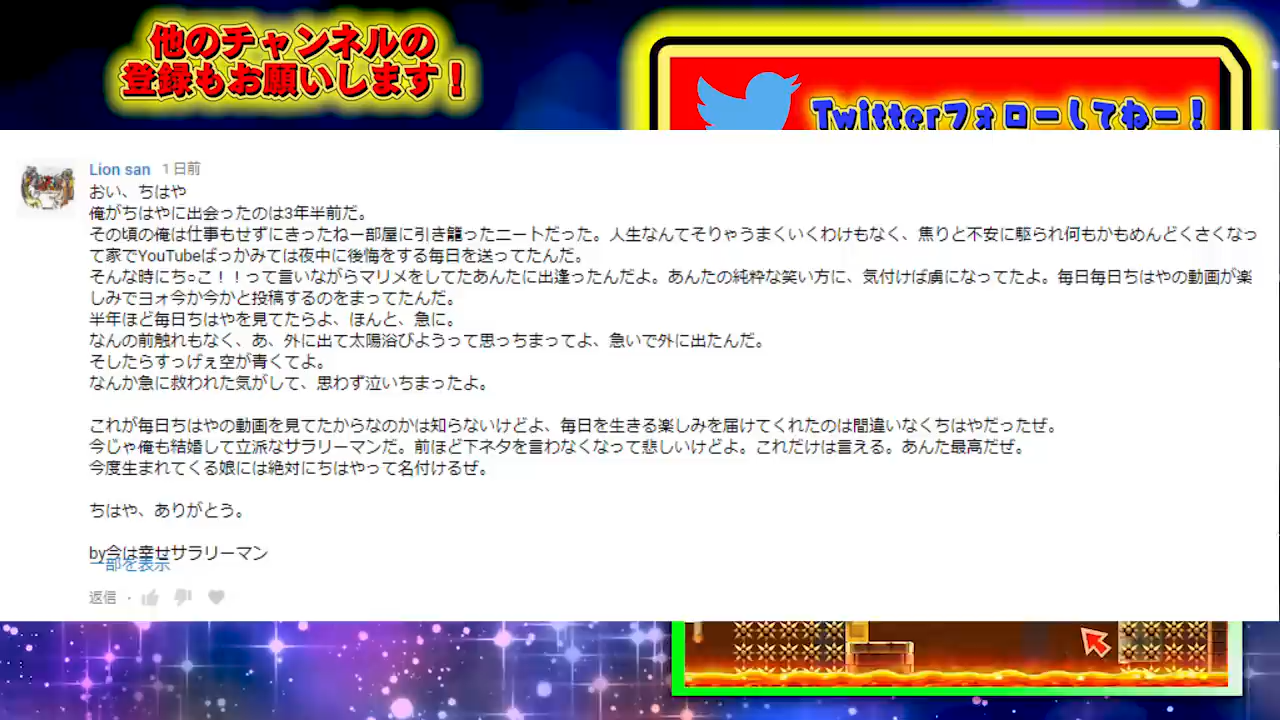 他のチャンネルの
登録もお願いします！
Twitterフォローしてねー！
Lion san 1 日前
おい、ちはや
俺がちはやに出会ったのは3年半前だ。
その頃の俺は仕事もせずにきったねー部屋に引き籠ったニートだった。人生なんてそりゃうまくいくわけもなく、焦りと不安に駆られ何もかもめんどくさくなっ
て家でYouTubeばっかみては夜中に後悔をする毎日を送ってたんだ。
そんな時にち○こ！！って言いながらマリメをしてたあんたに出逢ったんだよ。あんたの純粋な笑い方に、気付けば虜になってたよ。毎日毎日ちはやの動画が楽
しみでヨォ今か今かと投稿するのをまってたんだ。
半年ほど毎日ちはやを見てたらよ、ほんと、急に。
なんの前触れもなく、あ、外に出て太陽浴びようって思っちまってよ、急いで外に出たんだ。
そしたらすっげぇ空が青くてよ。
なんか急に救われた気がして、思わず泣いちまったよ。
これが毎日ちはやの動画を見てたからなのかは知らないけどよ、毎日を生きる楽しみを届けてくれたのは間違いなくちはやだったぜ。
今じゃ俺も結婚して立派なサラリーマンだ。前ほど下ネタを言わなくなって悲しいけどよ。これだけは言える。あんた最高だぜ。
今度生まれてくる娘には絶対にちはやって名付けるぜ。
ちはや、ありがとう。
by今は幸せサラリーマン
一部を表示
返信 ・